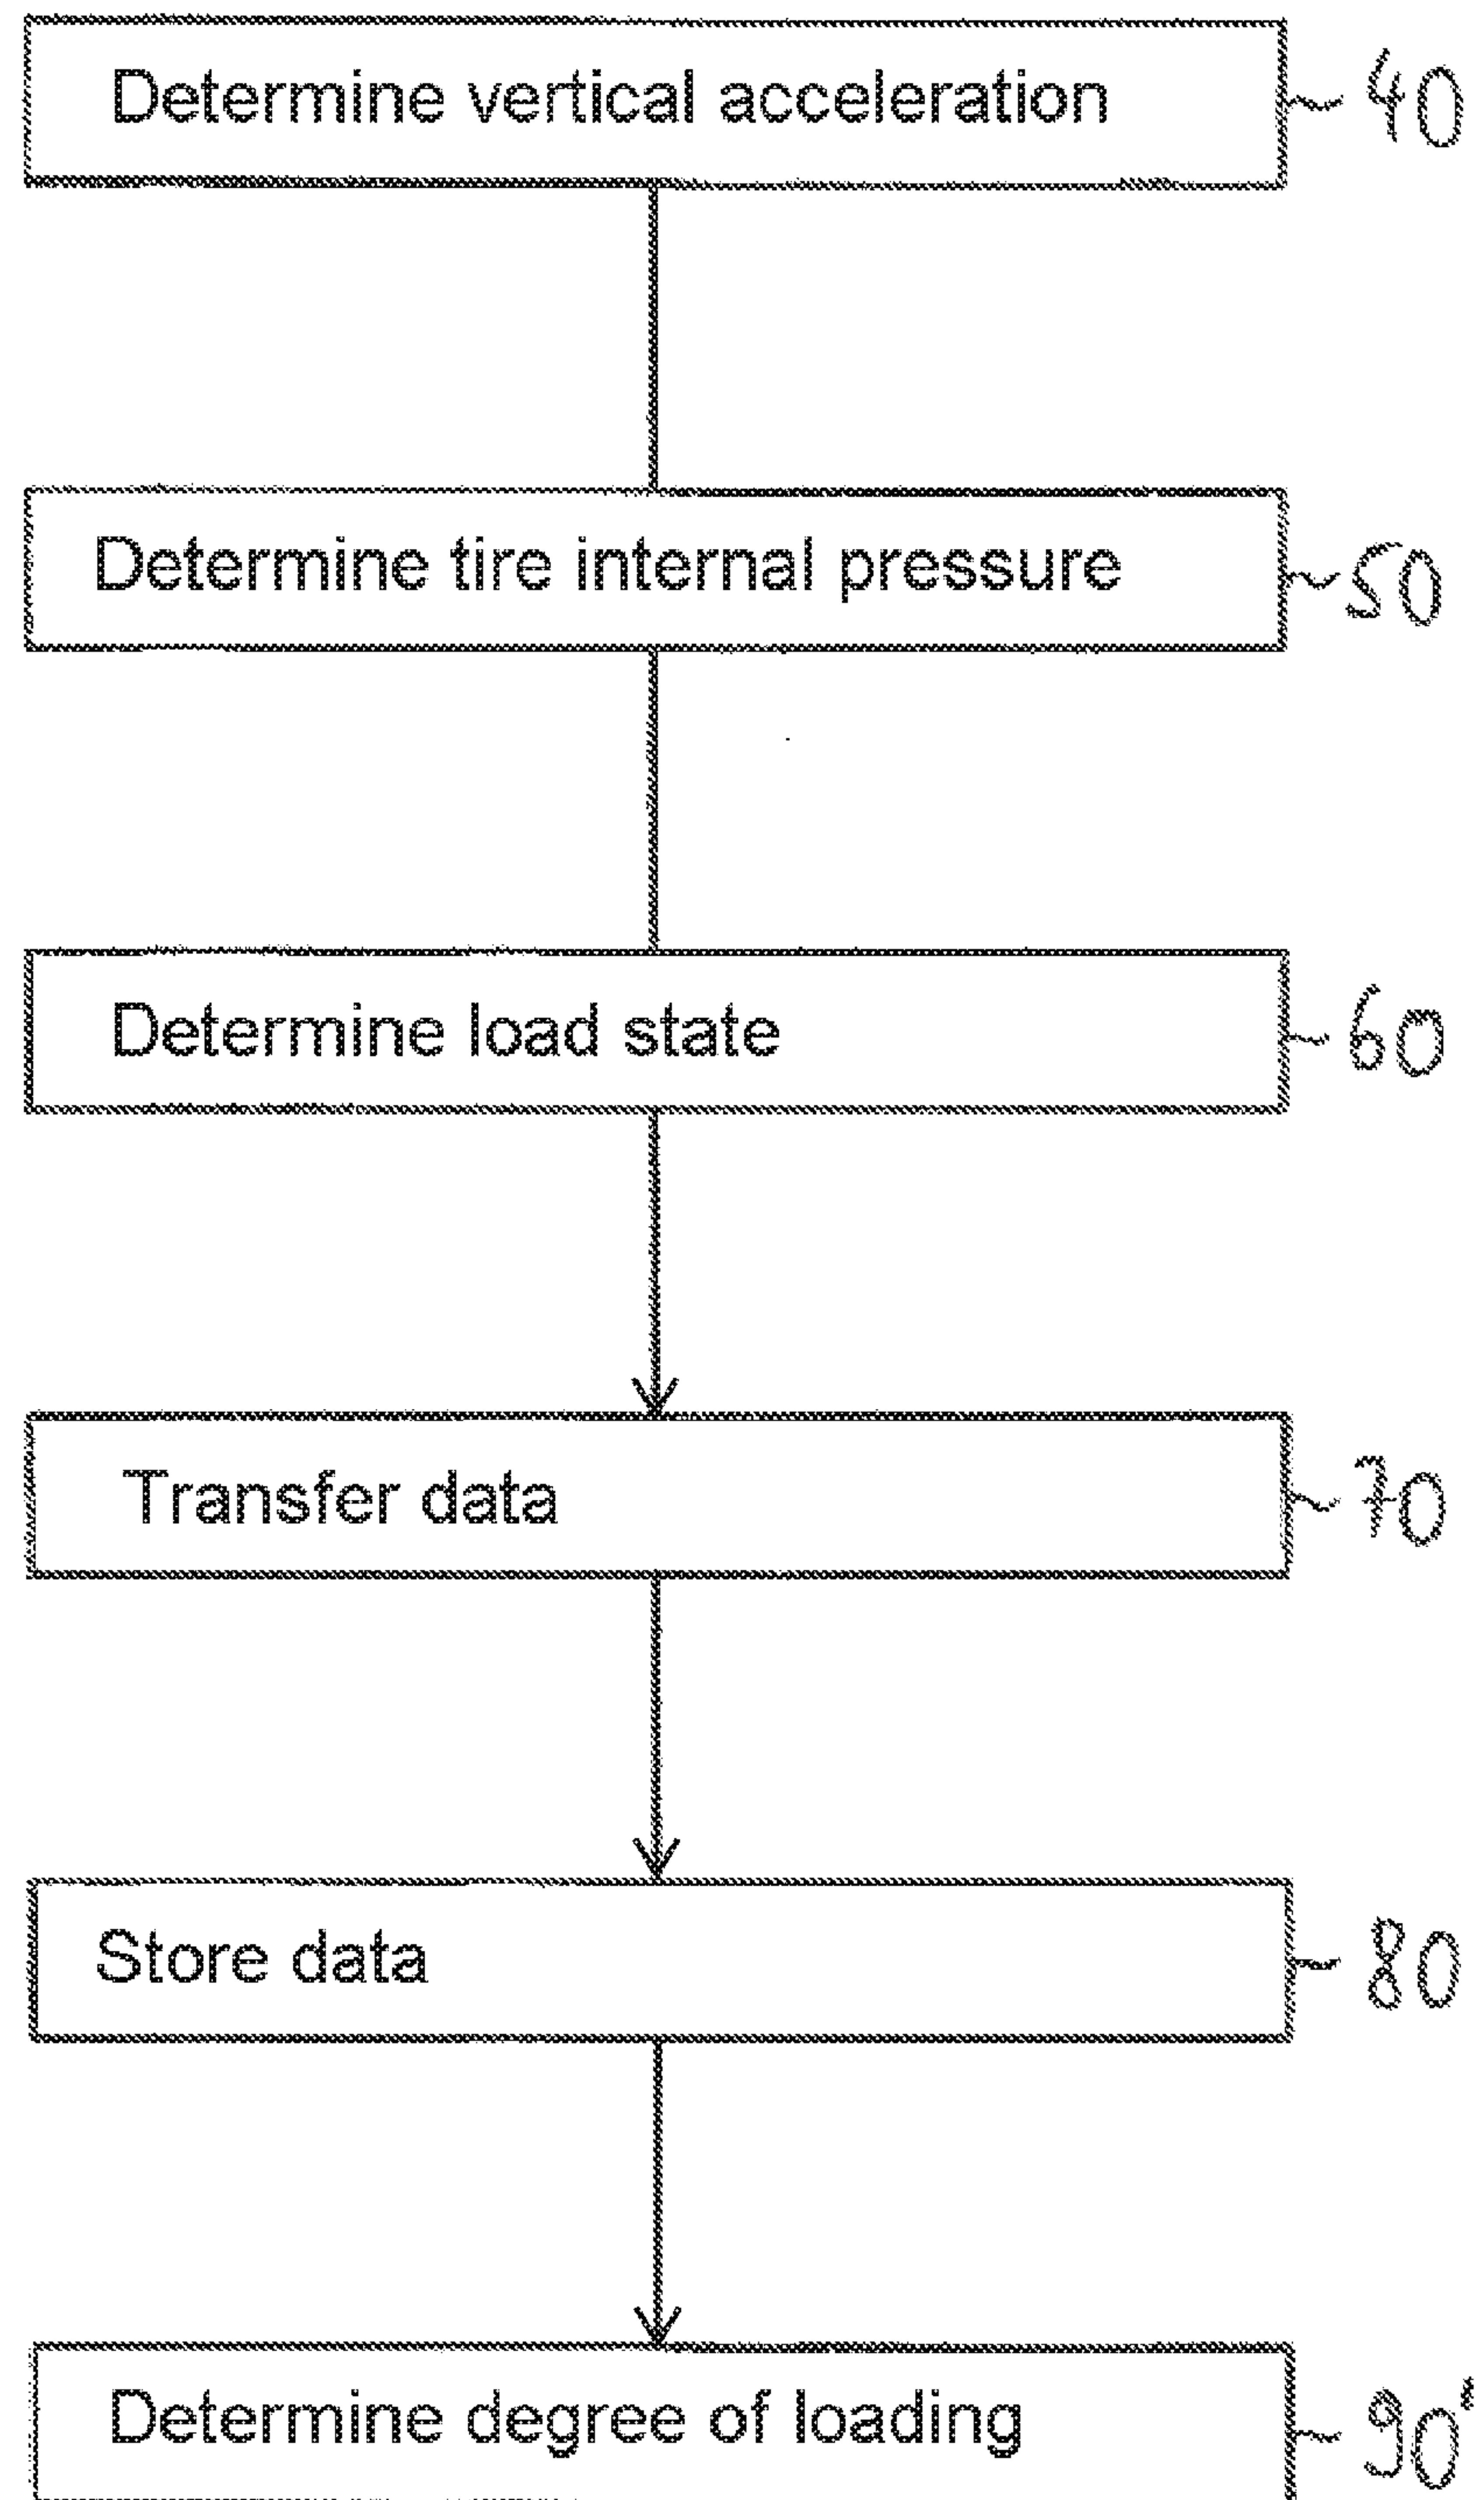 Determine vertical acceleration 40
Determine tire internal pressure 50
Determine load state 60
Transfer data 70
Store data 80
Determine degree of loading 90'